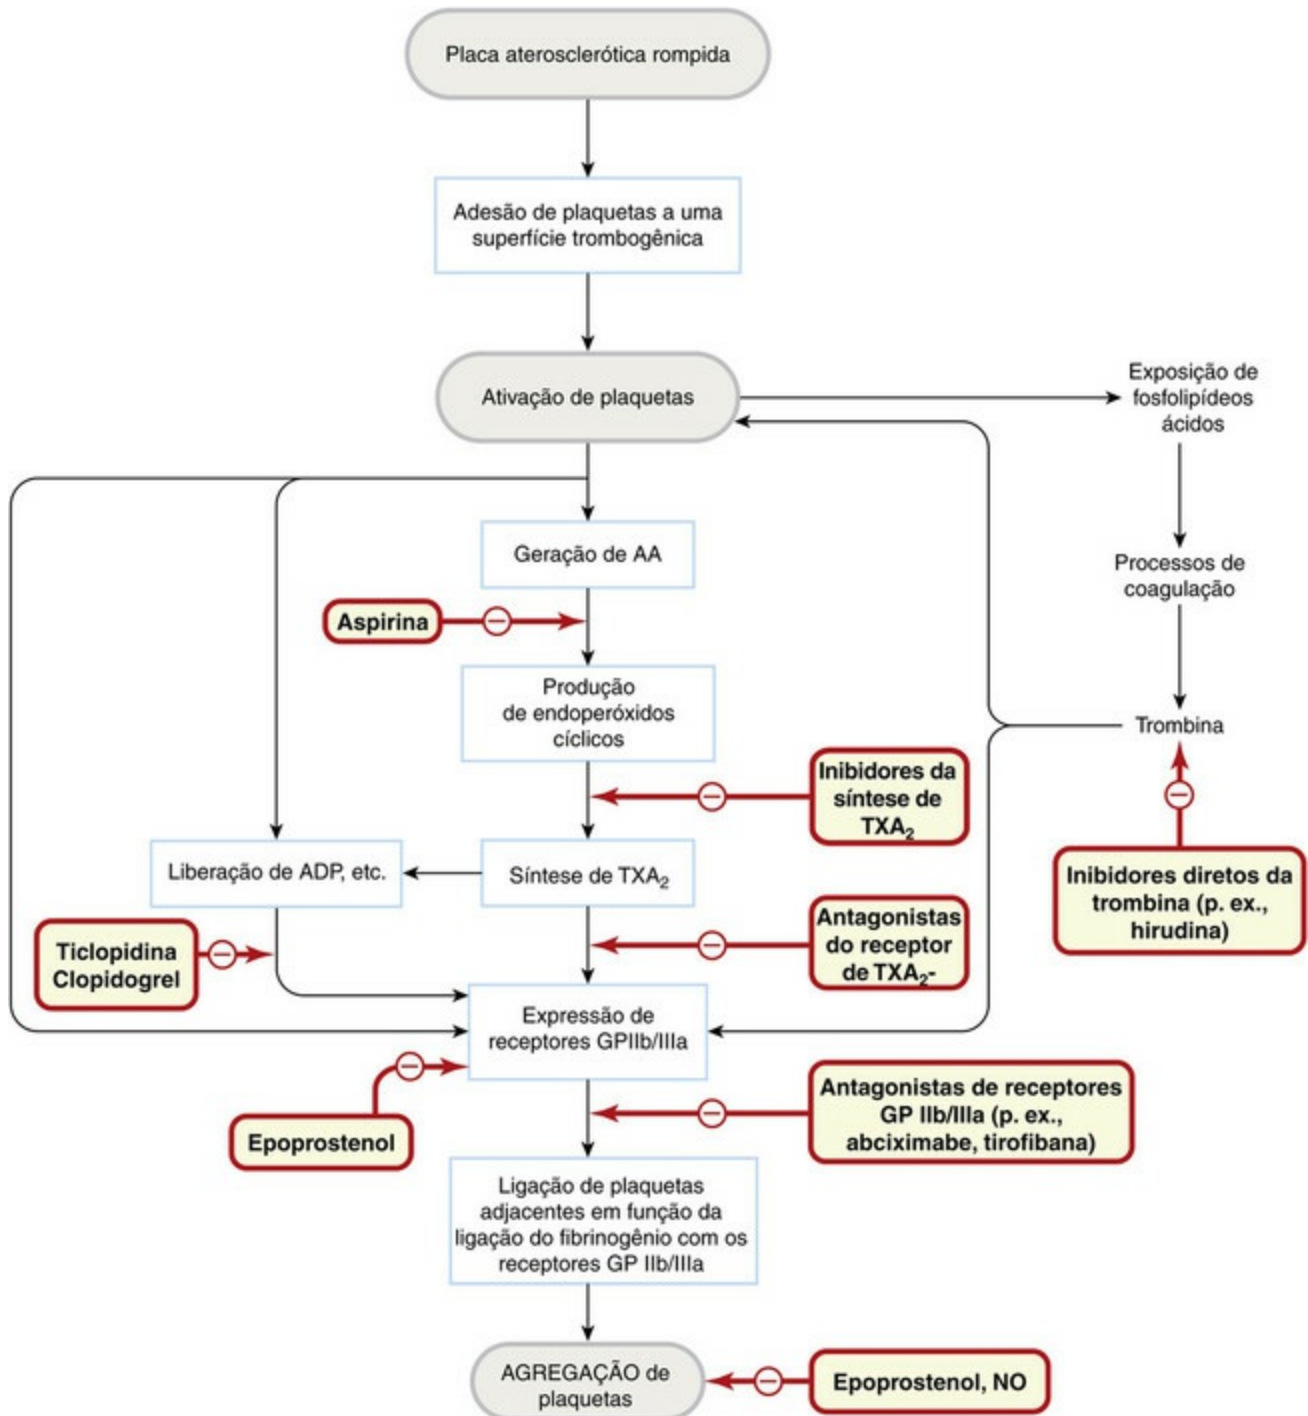 Placa aterosclerótica rompida
Adesão de plaquetas a uma
superfície trombogênica
Ativação de plaquetas
Exposição de
fosfolipídeos
ácidos
Geração de AA
Processos de
coagulação
Aspirina
Produção
de endoperóxidos
cíclicos
Trombina
Inibidores da
síntese de
TXA₂
Liberação de ADP, etc.
Síntese de TXA₂
Inibidores diretos da
trombina (p. ex.,
hirudina)
Antagonistas
do receptor
de TXA₂-
Ticlopidina
Clopidogrel
Expressão de
receptores GPIIb/IIIa
Epoprostenol
Antagonistas de receptores
GP IIb/IIIa (p. ex.,
abciximabe, tirofibana)
Ligação de plaquetas
adjacentes em função da
ligação do fibrinogênio com os
receptores GP IIb/IIIa
AGREGAÇÃO de
plaquetas
Epoprostenol, NO